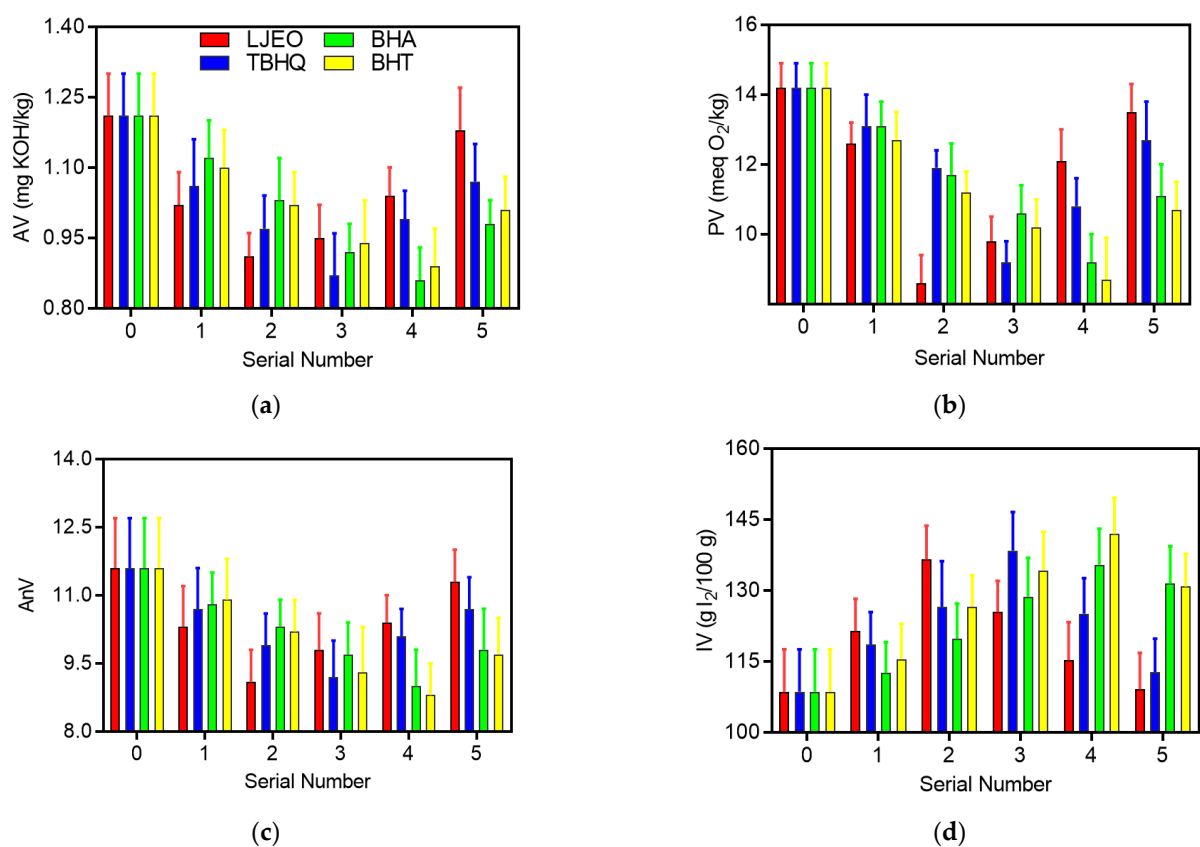 AV (mg KOH/kg)
1.40
1.25
1.10
0.95
0.80
LJEO BHA
TBHQ BHT
0 1 2 3 4 5
Serial Number
(a)
PV (meq O₂/kg)
16
14
12
10
0 1 2 3 4 5
Serial Number
(b)
AnV
14.0
12.5
11.0
9.5
8.0
0 1 2 3 4 5
Serial Number
(c)
IV (g I₂/100 g)
160
145
130
115
100
0 1 2 3 4 5
Serial Number
(d)